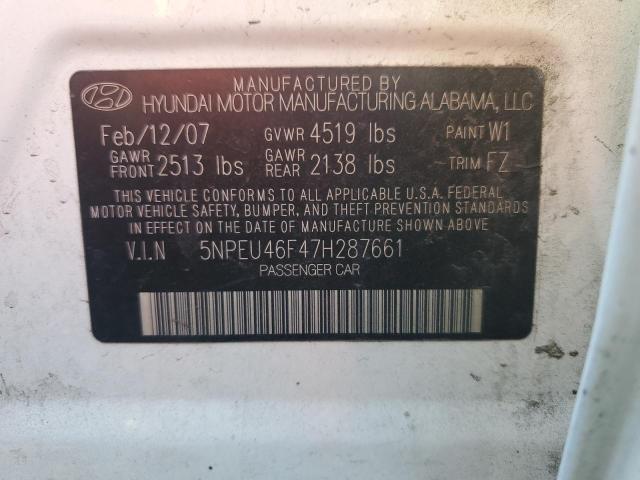 MANUFACTURED BY
HYUNDAI MOTOR MANUFACTURING ALABAMA, LLC
Feb/12/07 GVWR 4519 lbs PAINT W1
GAWR FRONT 2513 lbs GAWR REAR 2138 lbs TRIM FZ
THIS VEHICLE CONFORMS TO ALL APPLICABLE U.S.A. FEDERAL
MOTOR VEHICLE SAFETY, BUMPER, AND THEFT PREVENTION
STANDARDS IN EFFECT ON THE DATE OF MANUFACTURE SHOWN ABOVE
V.I.N 5NPEU46F47H287661
PASSENGER CAR